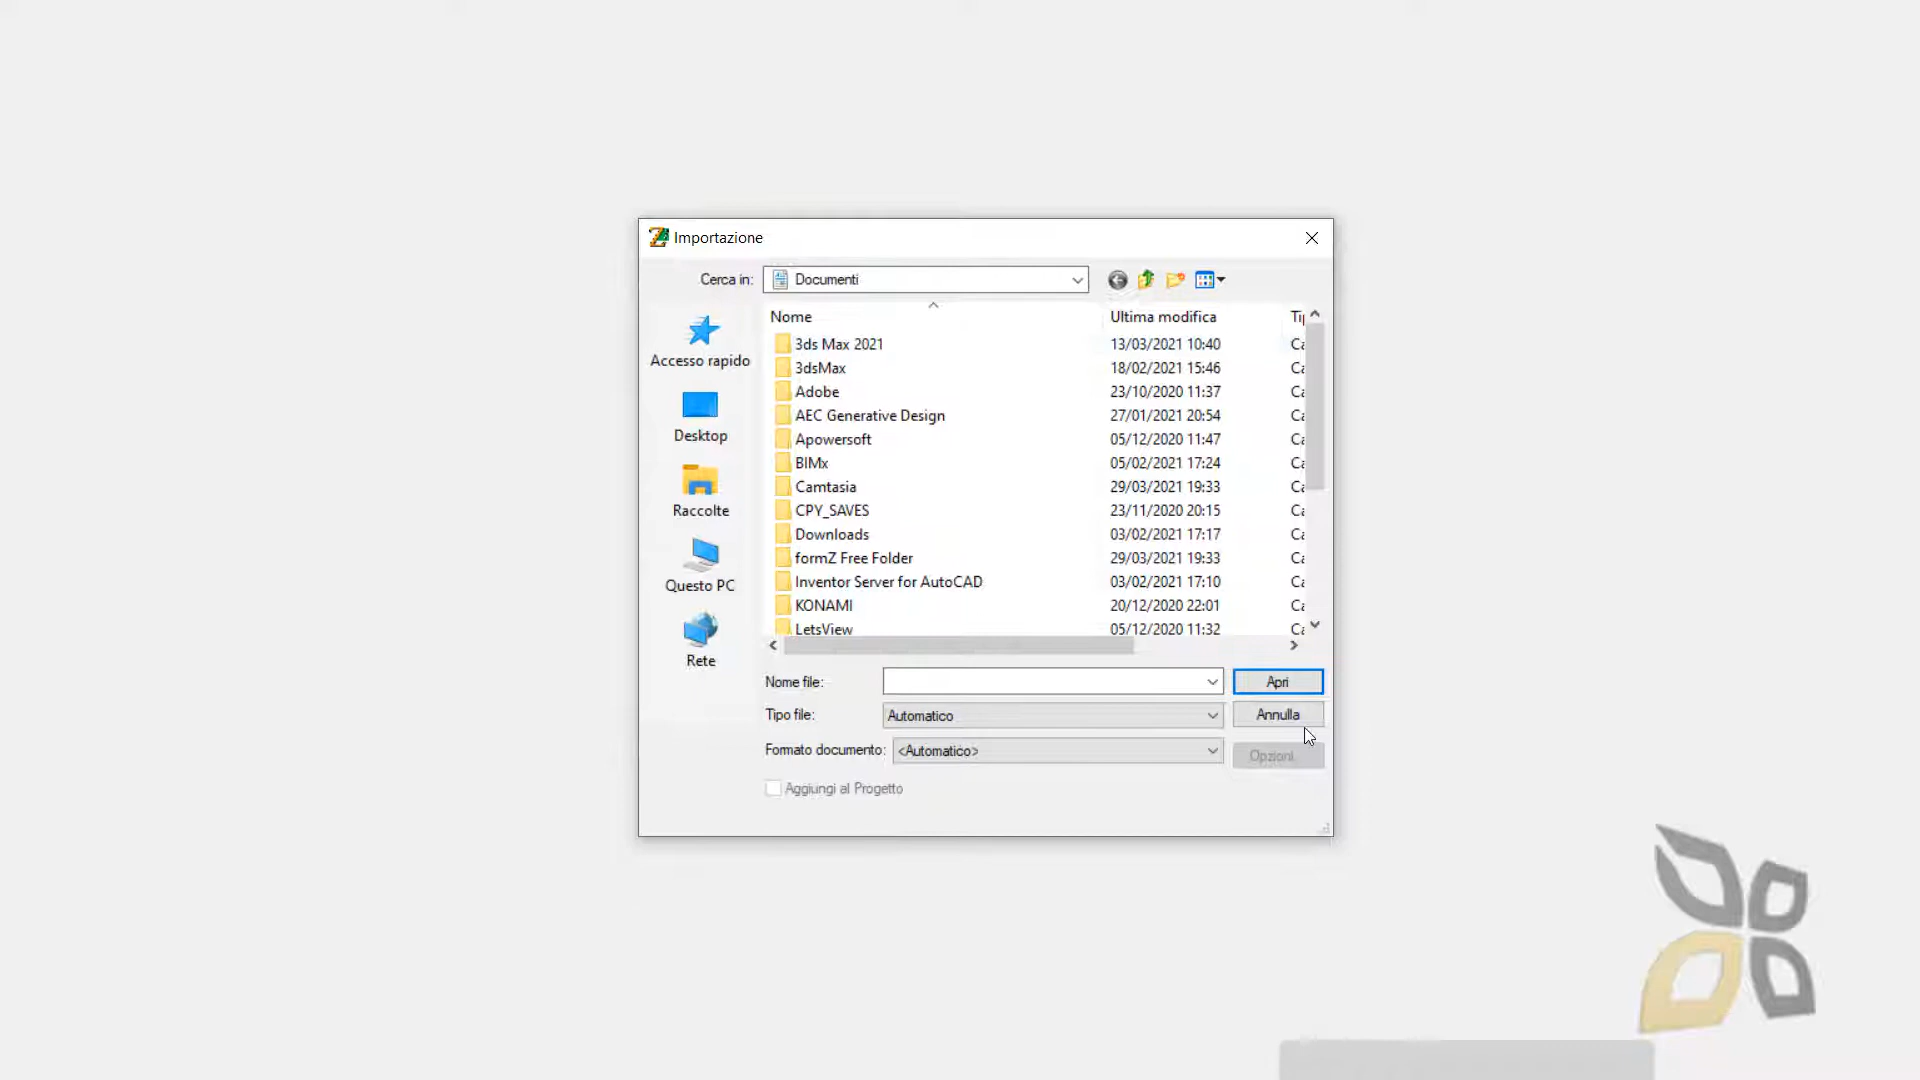 Importazione
Cerca in: Documenti
Nome Ultima modifica
3ds Max 2021 13/03/2021 10:40
3dsMax 18/02/2021 15:46
Adobe 23/10/2020 11:37
AEC Generative Design 27/01/2021 20:54
Apowersoft 05/12/2020 11:47
BIMx 05/02/2021 17:24
Camtasia 29/03/2021 19:33
CPY_SAVES 23/11/2020 20:15
Downloads 03/02/2021 17:17
formZ Free Folder 29/03/2021 19:33
Inventor Server for AutoCAD 03/02/2021 17:10
KONAMI 20/12/2020 22:01
LetsView 05/12/2020 11:32
Accesso rapido
Desktop
Raccolte
Questo PC
Rete
Nome file: Apri
Tipo file: Automatico Annulla
Formato documento: <Automatico> Opzioni
Aggiungi al Progetto